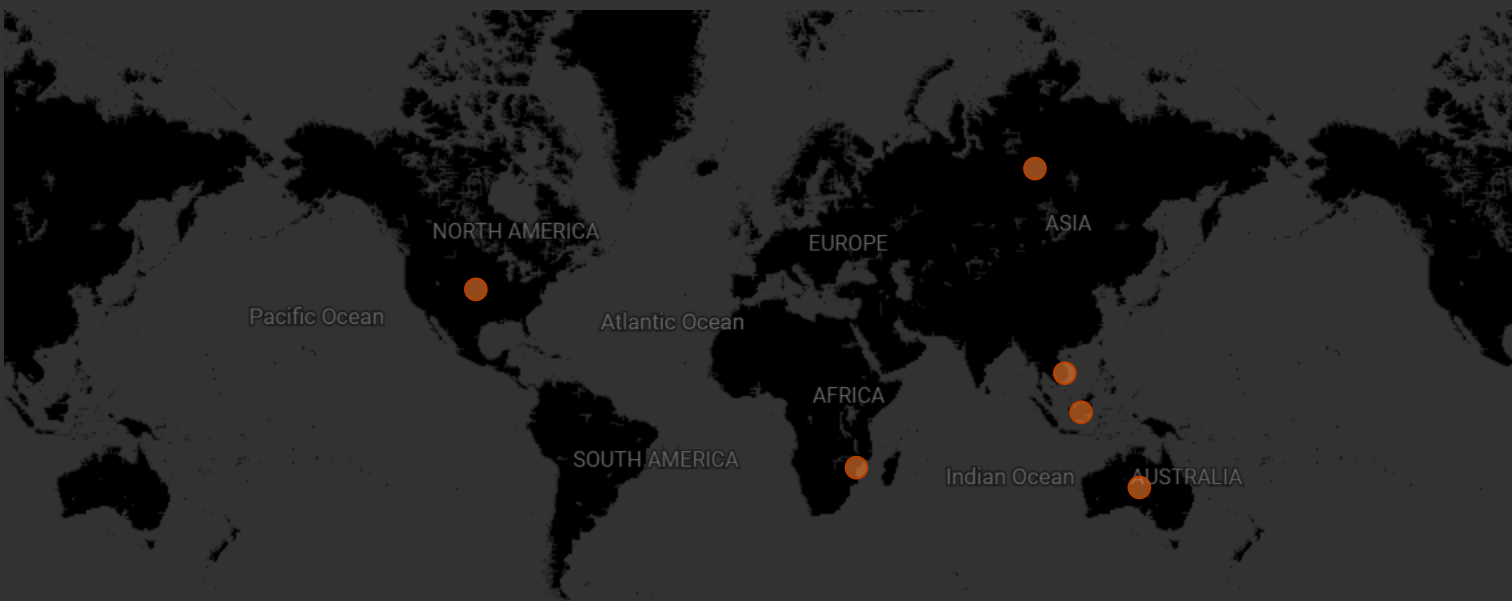 NORTH AMERICA
ASIA
EUROPE
Pacific Ocean
Atlantic Ocean
AFRICA
SOUTH AMERICA
Indian Ocean
AUSTRALIA